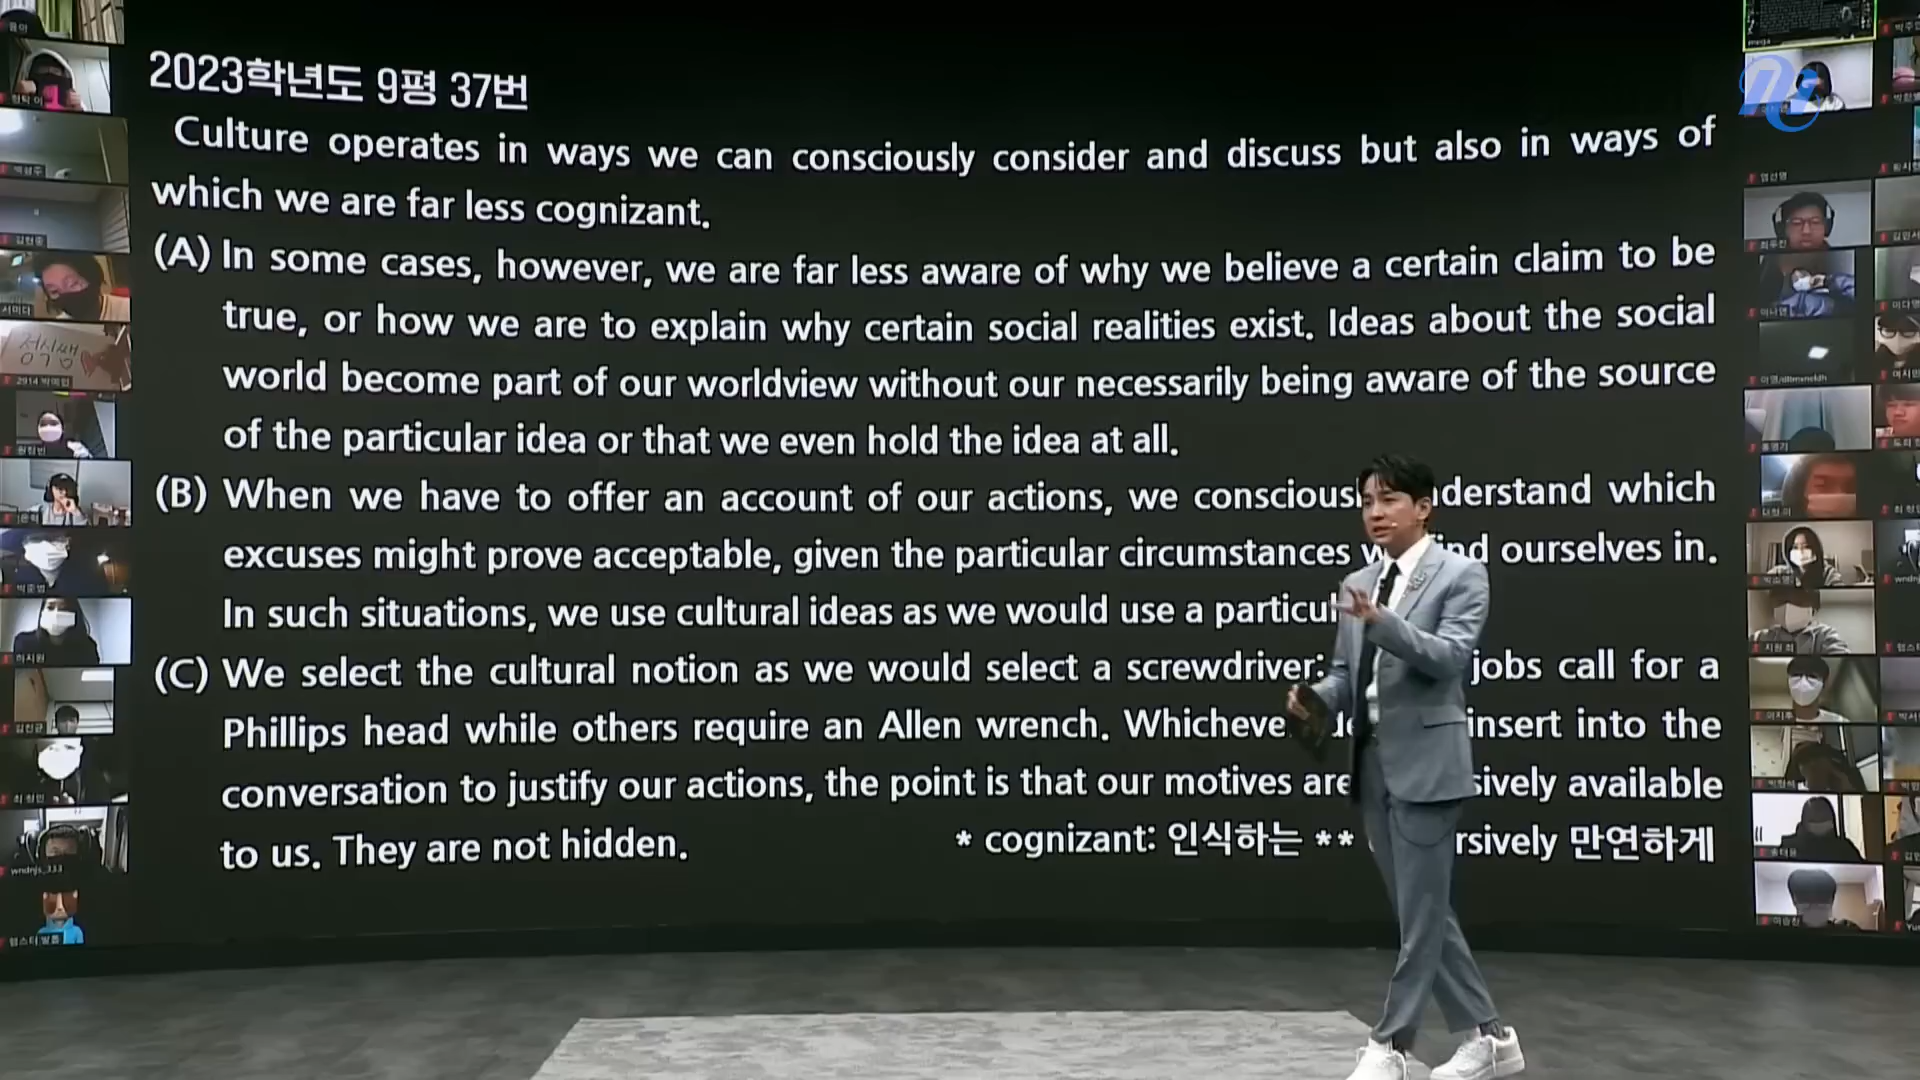 2023학년도 9평 37번
Culture operates in ways we can consciously consider and discuss but also in ways of
which we are far less cognizant.
(A) In some cases, however, we are far less aware of why we believe a certain claim to be
true, or how we are to explain why certain social realities exist. Ideas about the social
world become part of our worldview without our necessarily being aware of the source
of the particular idea or that we even hold the idea at all.
(B) When we have to offer an account of our actions, we consciously understand which
excuses might prove acceptable, given the particular circumstances we find ourselves in.
In such situations, we use cultural ideas as we would use a
(C) We select the cultural notion as we would select a screwdriver: jobs call for a
Phillips head while others require an Allen wrench. insert into the
conversation to justify our actions, the point is that our motives are available
to us. They are not hidden.
* cognizant: 인식하는 ** 만연하게
성식쌤